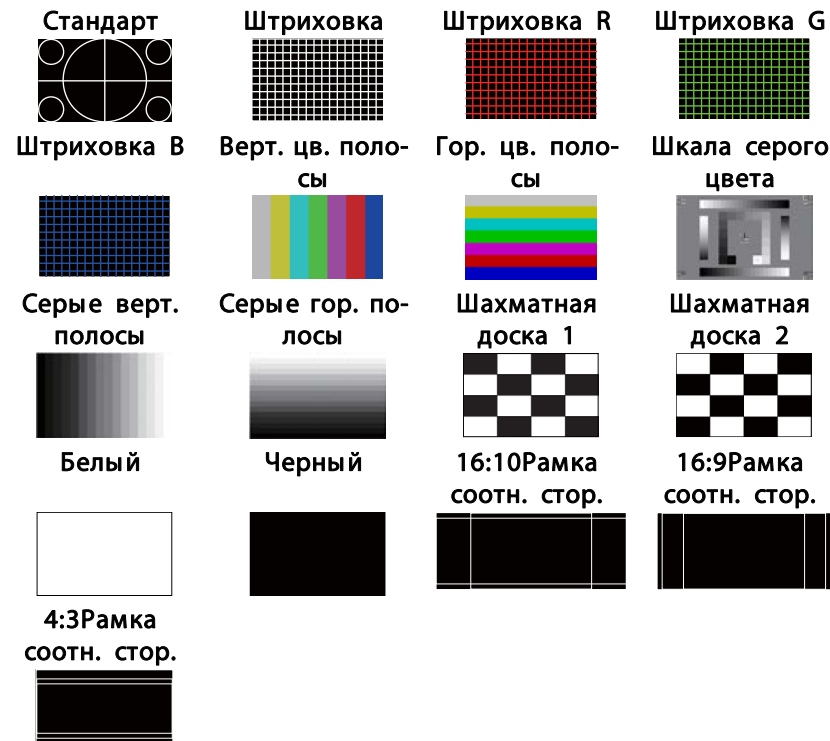 Стандарт
Штриховка
Штриховка R
Штриховка G
Штриховка B
Верт. цв. поло-
сы
Гор. цв. поло-
сы
Шкала серого
цвета
Серые верт.
полосы
Серые гор. по-
лосы
Шахматная
доска 1
Шахматная
доска 2
Белый
Черный
16:10Рамка
соотн. стор.
16:9Рамка
соотн. стор.
4:3Рамка
соотн. стор.